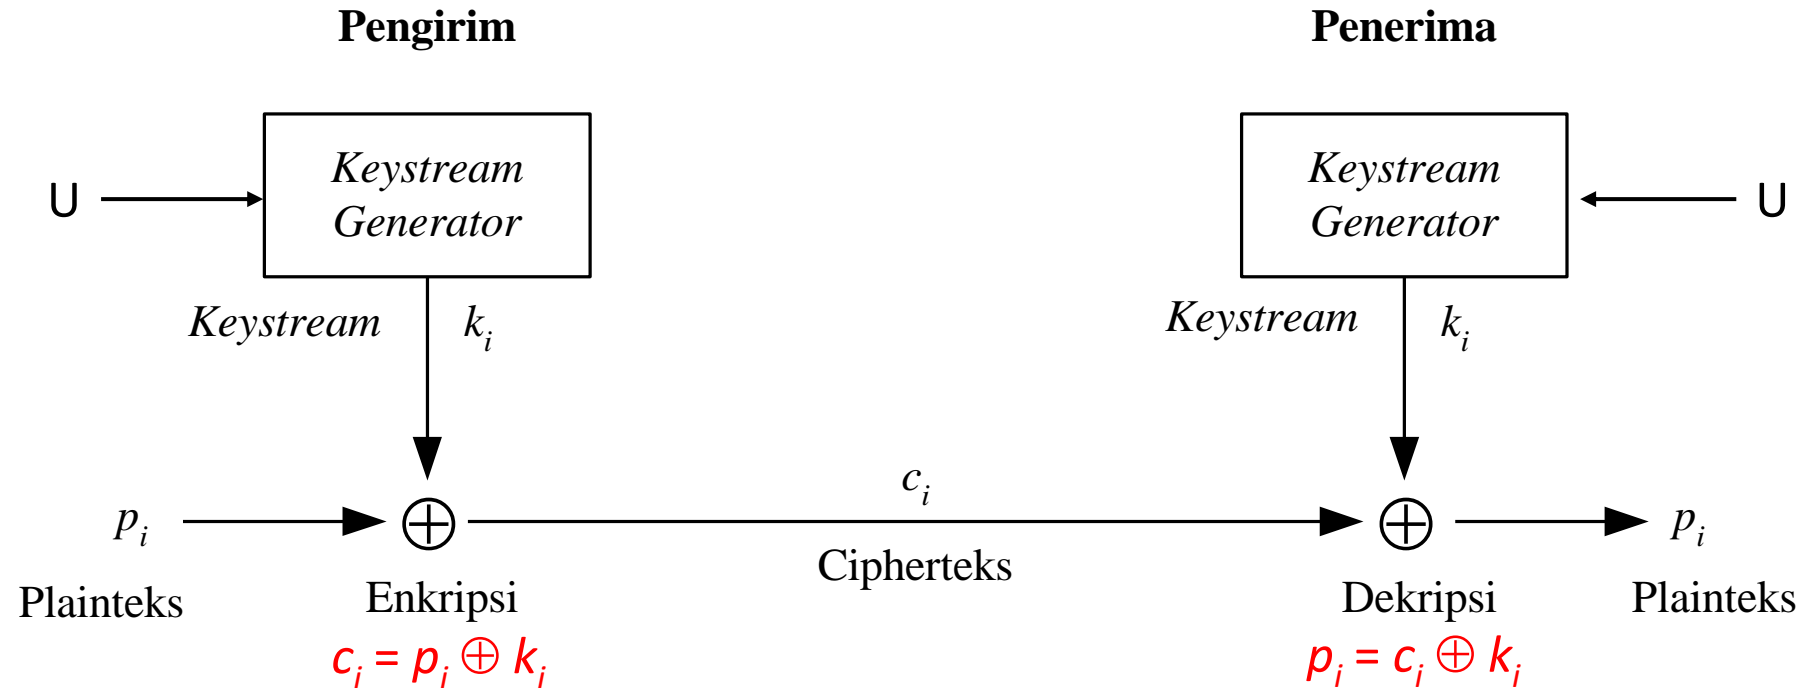 Pengirim
Penerima
Keystream
Generator
Keystream
Generator
U
U
Keystream
k_i
Keystream
k_i
c_i
p_i
⊕
⊕
p_i
Cipherteks
Plainteks
Enkripsi
Dekripsi
Plainteks
c_i = p_i ⊕ k_i
p_i = c_i ⊕ k_i